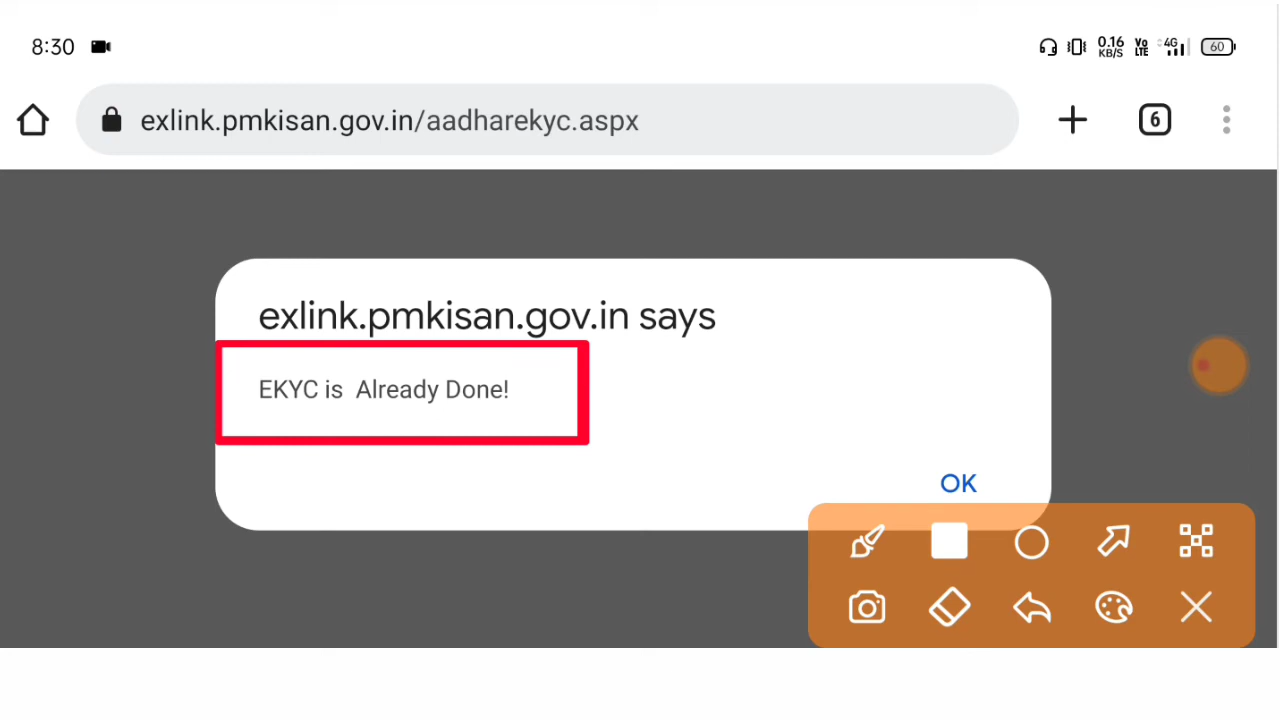 8:30
0.16 KB/S Vo LTE 4G 60
exlink.pmkisan.gov.in/aadharekyc.aspx
6
exlink.pmkisan.gov.in says
EKYC is  Already Done!
OK